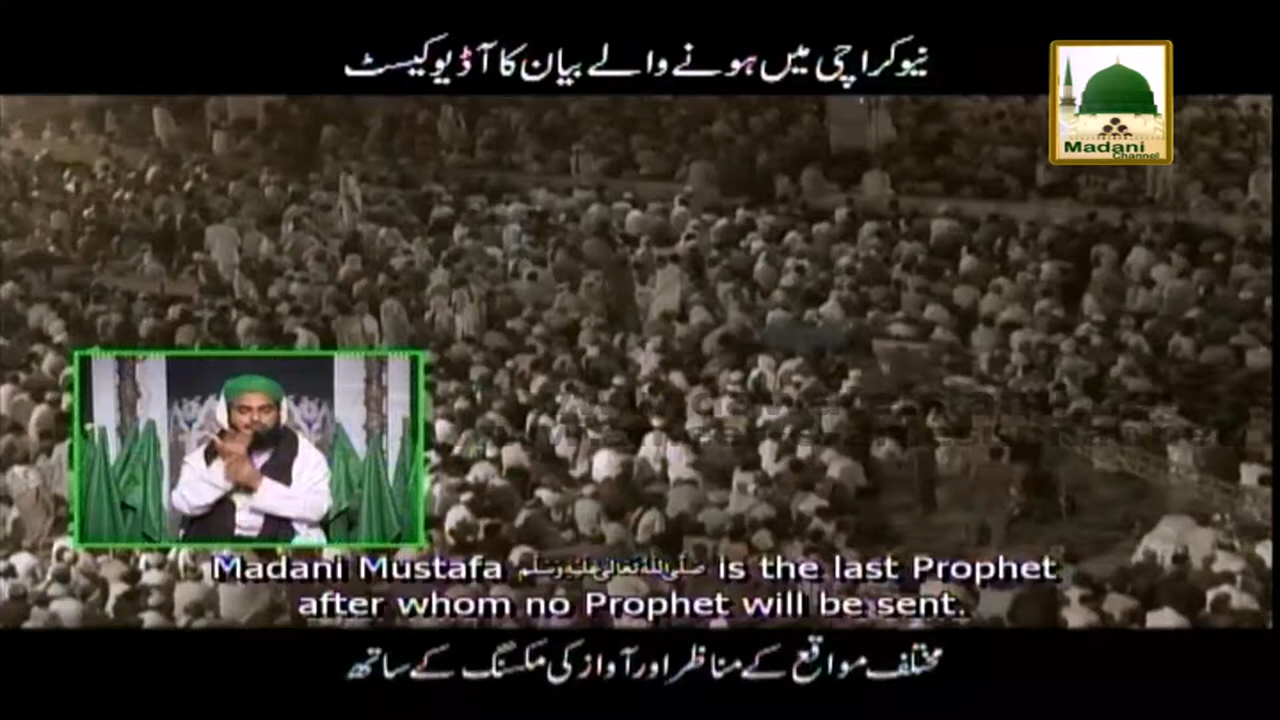 نیو کراچی میں ہونے والے بیان کا آڈیو کیسٹ
Madani
Channel
Madani Mustafa صلی اللہ تعالیٰ علیہ وسلم is the last Prophet
after whom no Prophet will be sent.
مختلف مواقع کے مناظر اور آواز کی مکسنگ کے ساتھ